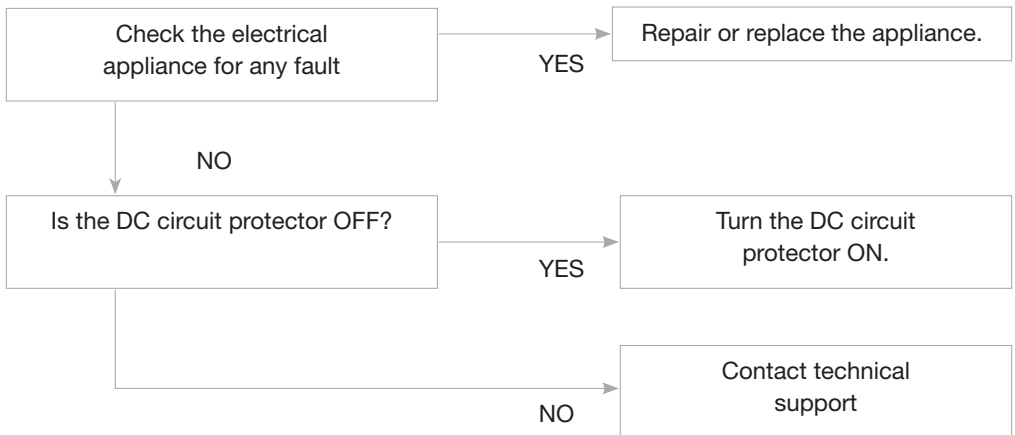 Check the electrical
appliance for any fault
YES
Repair or replace the appliance.
NO
Is the DC circuit protector OFF?
YES
Turn the DC circuit
protector ON.
NO
Contact technical
support